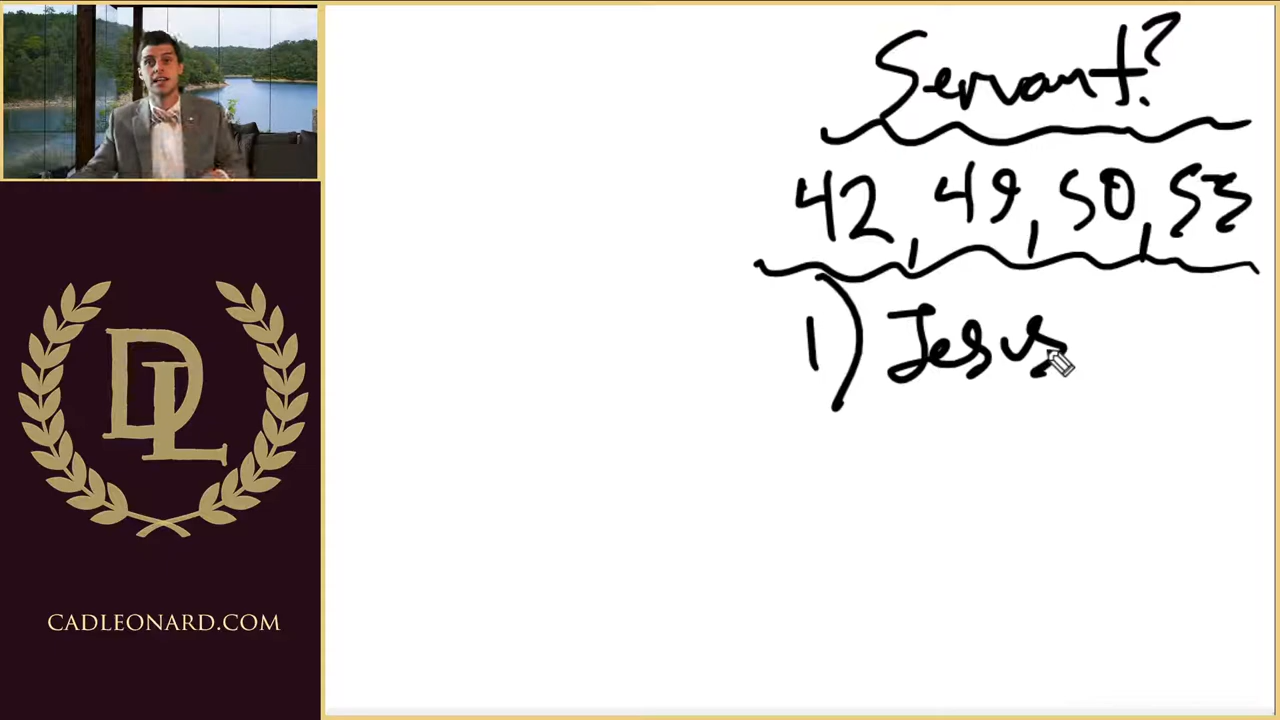 Servant?
42, 49, 50, 53
1) Jesus
DL
CADLEONARD.COM